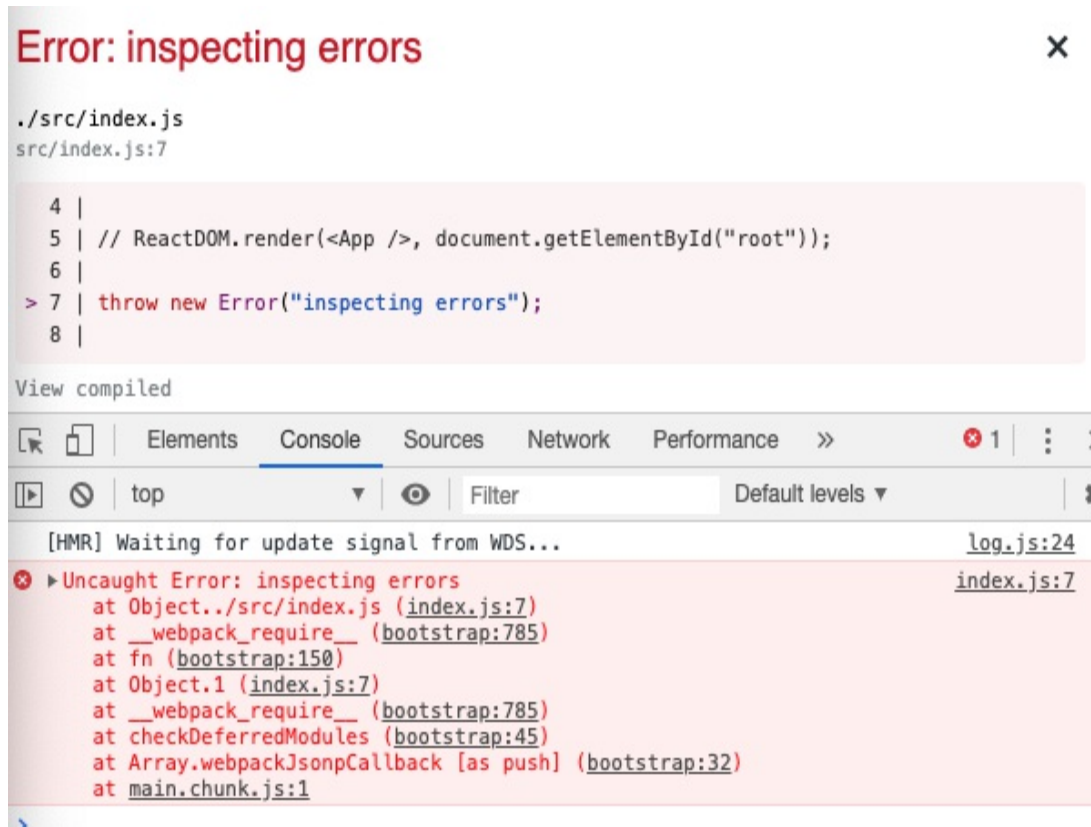 Error: inspecting errors
./src/index.js
src/index.js:7
4 |
5 | // ReactDOM.render(<App />, document.getElementById("root"));
6 |
> 7 | throw new Error("inspecting errors");
8 |
View compiled
Elements Console Sources Network Performance » 1
top Filter Default levels ▼
[HMR] Waiting for update signal from WDS... log.js:24
Uncaught Error: inspecting errors index.js:7
at Object../src/index.js (index.js:7)
at __webpack_require__ (bootstrap:785)
at fn (bootstrap:150)
at Object.1 (index.js:7)
at __webpack_require__ (bootstrap:785)
at checkDeferredModules (bootstrap:45)
at Array.webpackJsonpCallback [as push] (bootstrap:32)
at main.chunk.js:1